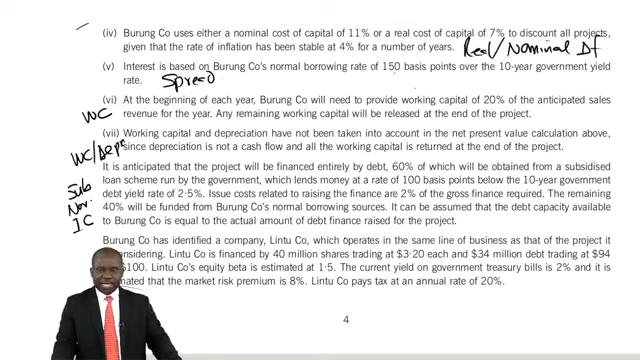 (iv) Burung Co uses either a nominal cost of capital of 11% or a real cost of capital of 7% to discount all projects,
given that the rate of inflation has been stable at 4% for a number of years. Real/Nominal Df
(v) Interest is based on Burung Co's normal borrowing rate of 150 basis points over the 10-year government yield
rate. Spread
(vi) At the beginning of each year, Burung Co will need to provide working capital of 20% of the anticipated sales
WC revenue for the year. Any remaining working capital will be released at the end of the project.
(vii) Working capital and depreciation have not been taken into account in the net present value calculation above,
WC/Depn since depreciation is not a cash flow and all the working capital is returned at the end of the project.
It is anticipated that the project will be financed entirely by debt, 60% of which will be obtained from a subsidised
Sub loan scheme run by the government, which lends money at a rate of 100 basis points below the 10-year government
Nor. debt yield rate of 2·5%. Issue costs related to raising the finance are 2% of the gross finance required. The remaining
IC 40% will be funded from Burung Co's normal borrowing sources. It can be assumed that the debt capacity available
to Burung Co is equal to the actual amount of debt finance raised for the project.
Burung Co has identified a company, Lintu Co, which operates in the same line of business as that of the project it
considering. Lintu Co is financed by 40 million shares trading at $3·20 each and $34 million debt trading at $94
$100. Lintu Co's equity beta is estimated at 1·5. The current yield on government treasury bills is 2% and it is
mated that the market risk premium is 8%. Lintu Co pays tax at an annual rate of 20%.
4